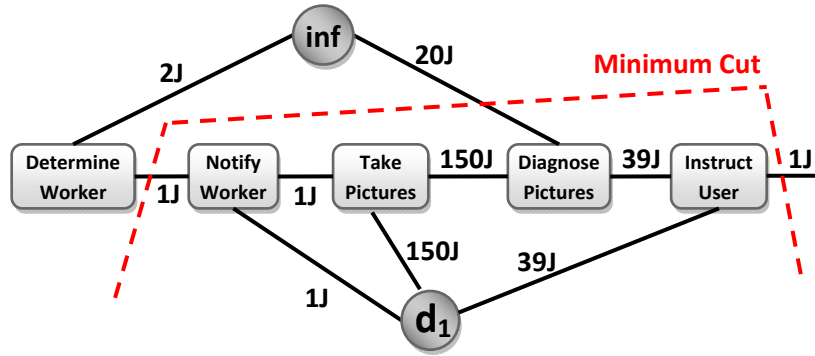 inf
2J
20J
Minimum Cut
Determine
Worker
1J
Notify
Worker
1J
Take
Pictures
150J
Diagnose
Pictures
39J
Instruct
User
1J
1J
150J
39J
d1